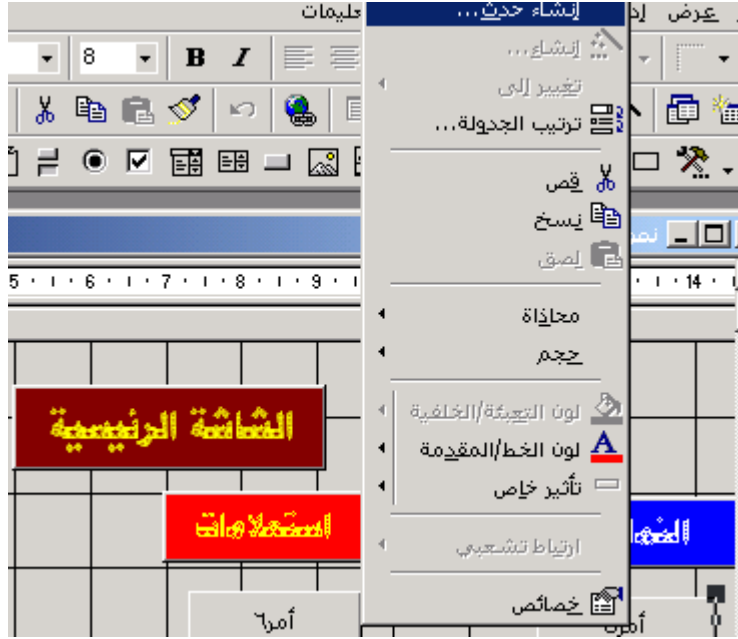 عرض
تعليمات
إنشاء حدث...
8
B I
إنشاء...
تغيير إلى
ترتيب الجدولة...
قص
نسخ
لصق
5 · 6 · 7 · 8 · 9 · 14
محاذاة
حجم
لون التعبئة/الخلفية
لون الخط/المقدمة
تأثير خاص
ارتباط تشعبي
خصائص
الشاشة الرئيسية
استعلامات
أمر٦